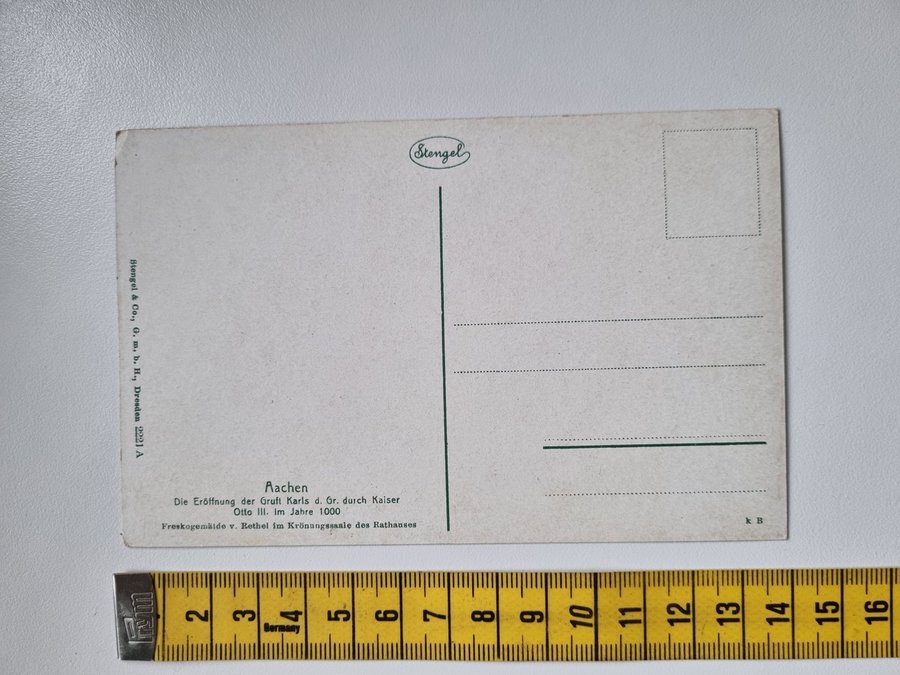 Stengel
Stengel & Co., G. m. b. H., Dresden 2221 A
Aachen
Die Eröffnung der Gruft Karls d. Gr. durch Kaiser
Otto III. im Jahre 1000
Freskogemälde v. Rethel im Krönungssaale des Rathauses
k B
Prym
2 3 4 5 6 7 8 9 10 11 12 13 14 15 16
Germany